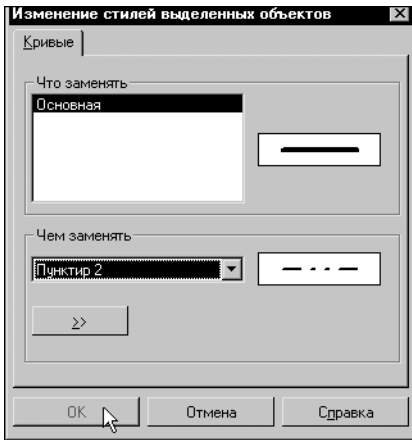 Изменение стилей выделенных объектов
Кривые
Что заменять
Основная
Чем заменять
Пунктир 2
>>
OK
Отмена
Справка